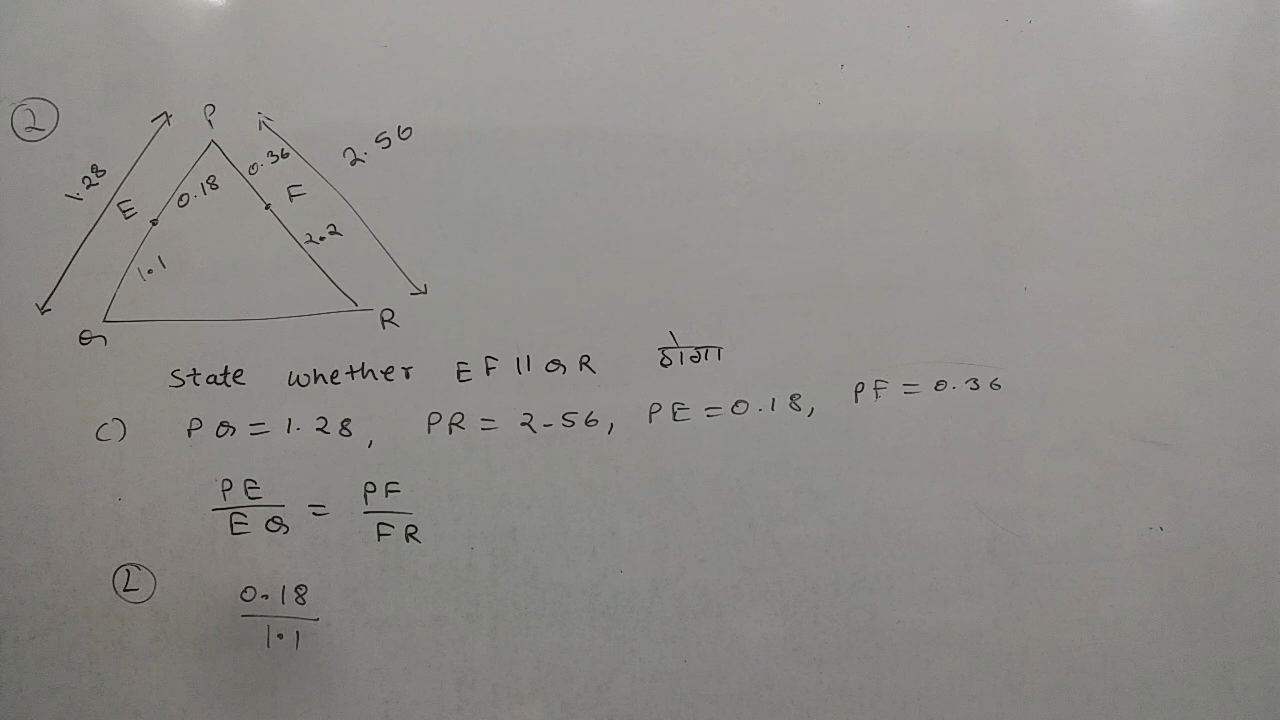 2
P
1.28
0.36
2.56
E
0.18
F
1.1
2.2
Q
R
State whether EF || QR होगा
c) PQ = 1.28, PR = 2.56, PE = 0.18, PF = 0.36
PE/EQ = PF/FR
2
0.18/1.1